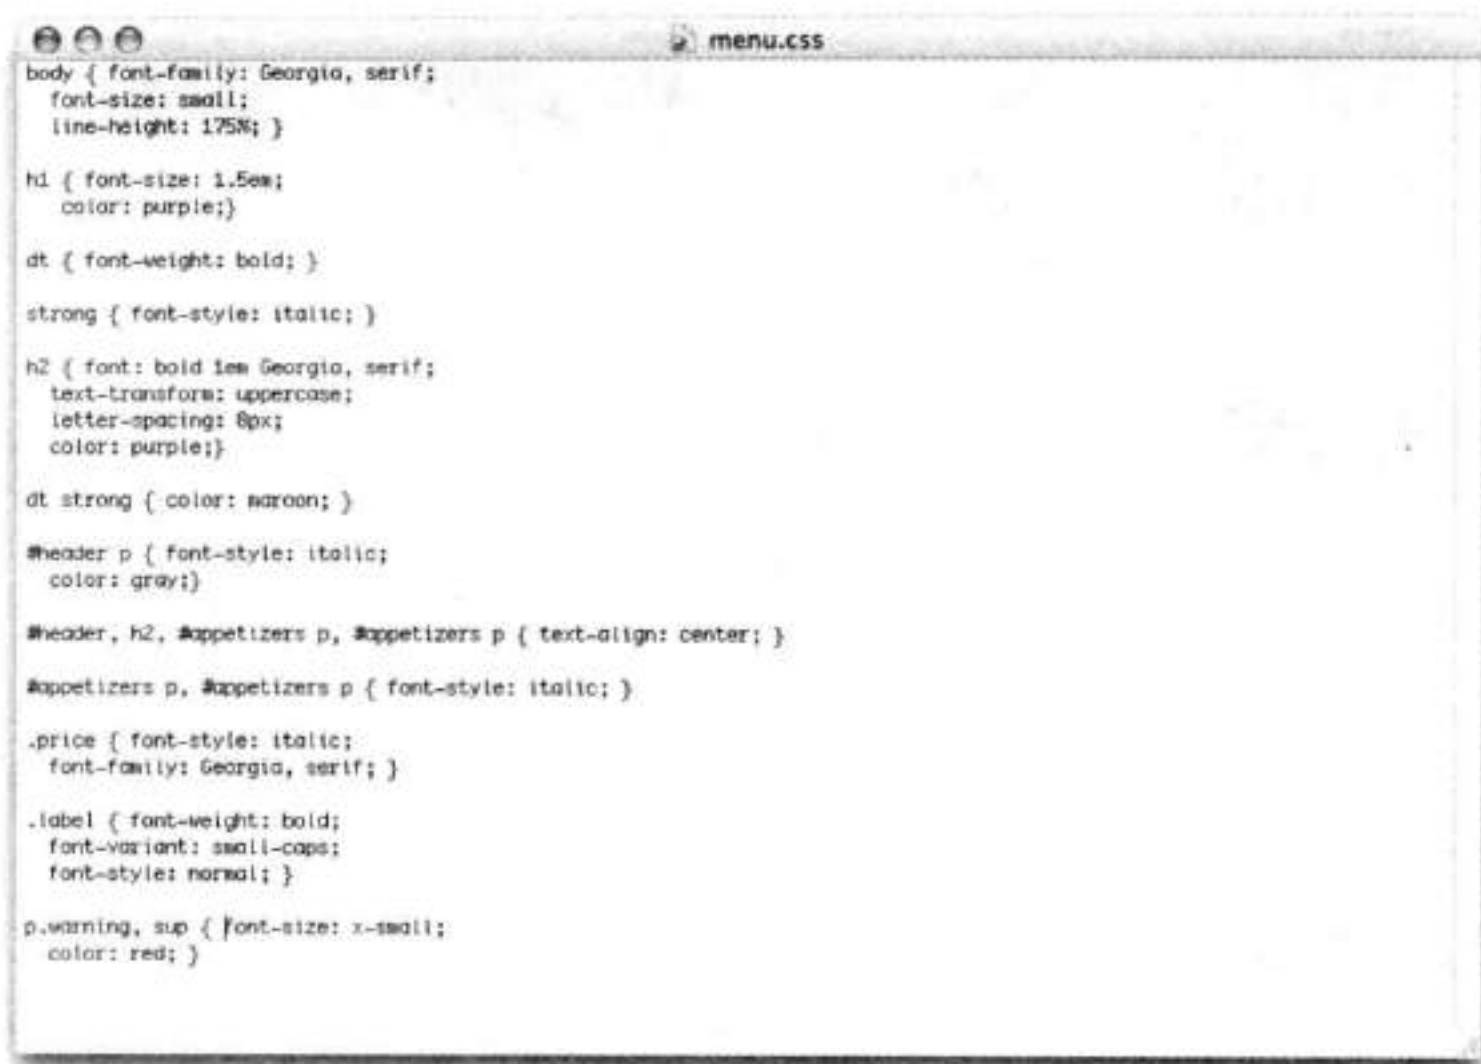 menu.css
body { font-family: Georgia, serif;
font-size: small;
line-height: 175%; }
h1 { font-size: 1.5em;
color: purple;}
dt { font-weight: bold; }
strong { font-style: italic; }
h2 { font: bold 1em Georgia, serif;
text-transform: uppercase;
letter-spacing: 8px;
color: purple;}
dt strong { color: maroon; }
#header p { font-style: italic;
color: gray;}
#header, h2, #appetizers p, #appetizers p { text-align: center; }
#appetizers p, #appetizers p { font-style: italic; }
.price { font-style: italic;
font-family: Georgia, serif; }
.label { font-weight: bold;
font-variant: small-caps;
font-style: normal; }
p.warning, sup { font-size: x-small;
color: red; }